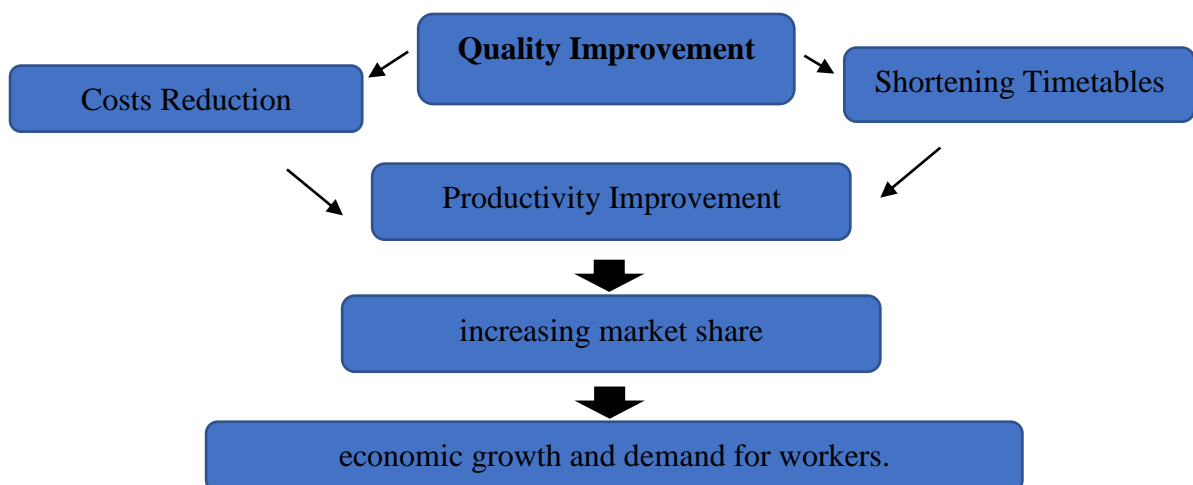 Quality Improvement
Costs Reduction
Shortening Timetables
Productivity Improvement
increasing market share
economic growth and demand for workers.